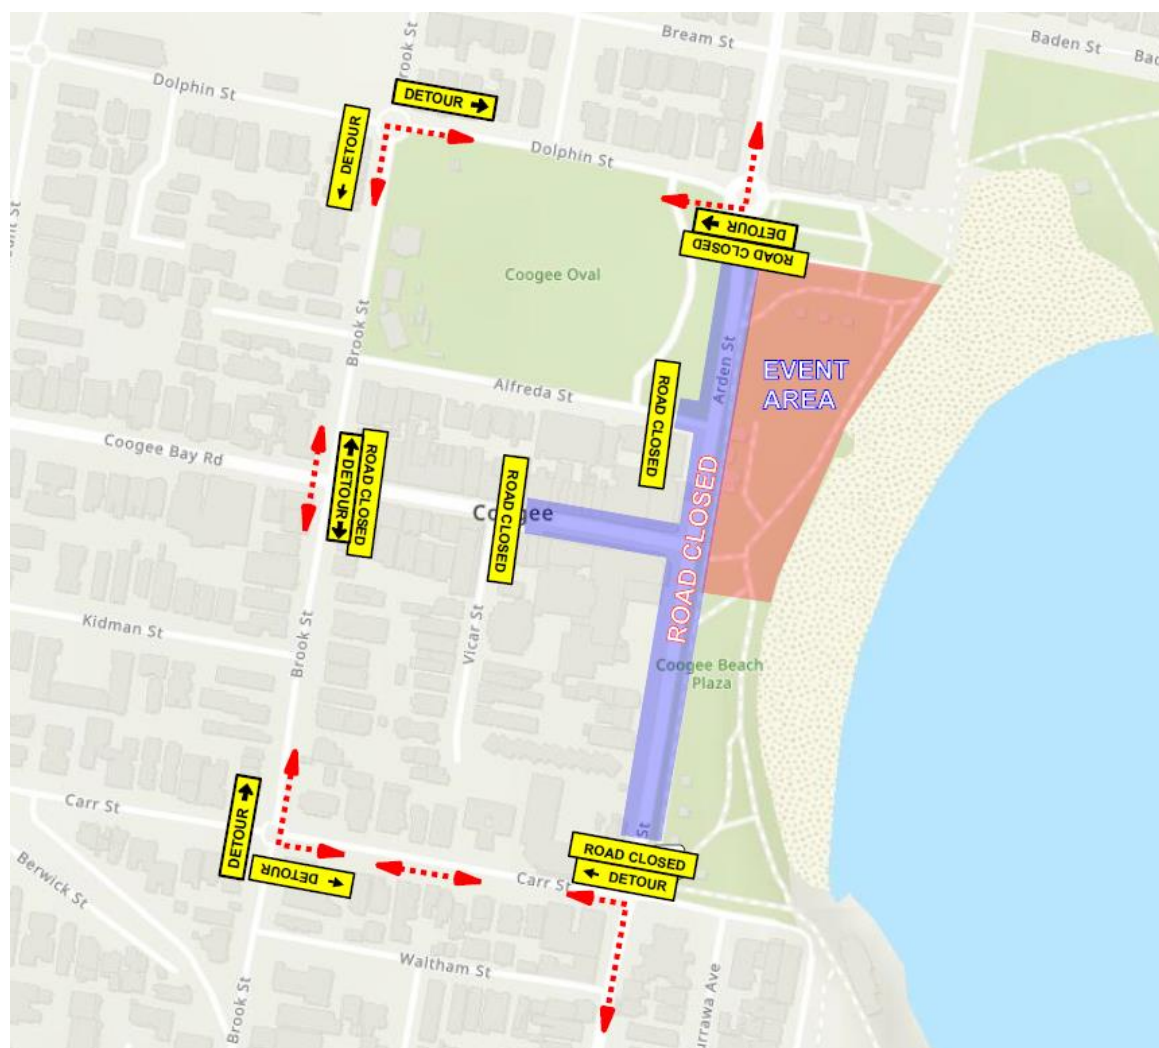 Bream St
Baden St
Dolphin St
Brook St
DETOUR
DETOUR
Dolphin St
DETOUR
ROAD CLOSED
Coogee Oval
Brook St
Arden St
EVENT
AREA
Alfreda St
ROAD CLOSED
Coogee Bay Rd
ROAD CLOSED
DETOUR
ROAD CLOSED
ROAD CLOSED
Kidman St
Brook St
Vicar St
Coogee Beach
Plaza
Carr St
DETOUR
DETOUR
St
ROAD CLOSED
DETOUR
Carr St
Berwick St
Waltham St
Brook St